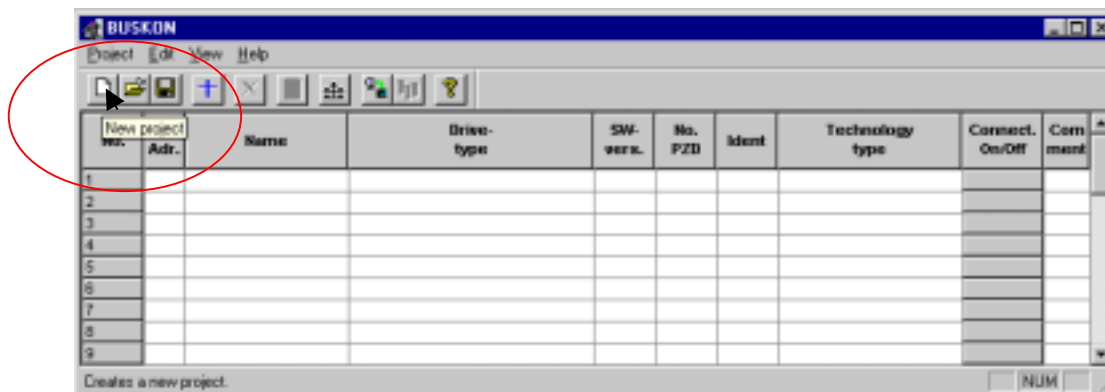 BUSKON
Project Edit View Help
New project
No. Adr. Name Drive-type SW-vers. No. PZD Ident Technology type Connect. On/Off Com ment
1
2
3
4
5
6
7
8
9
Creates a new project. NUM